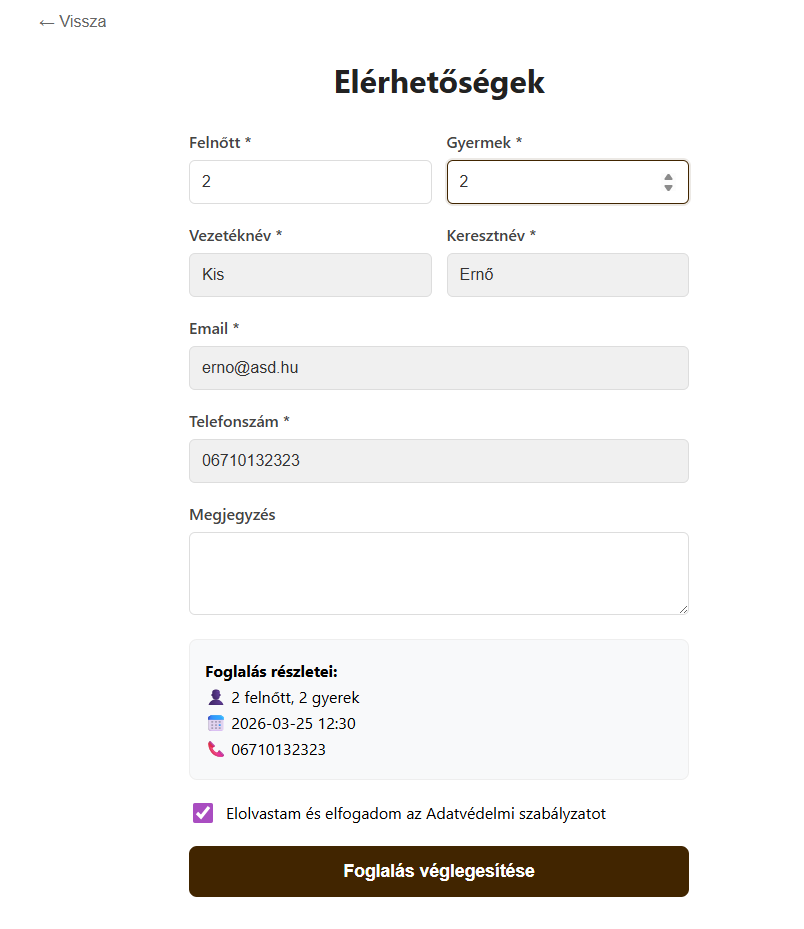 ← Vissza
Elérhetőségek
Felnőtt * Gyermek *
2 2
Vezetéknév * Keresztnév *
Kis Ernő
Email *
erno@asd.hu
Telefonszám *
06710132323
Megjegyzés
Foglalás részletei:
2 felnőtt, 2 gyerek
2026-03-25 12:30
06710132323
Elolvastam és elfogadom az Adatvédelmi szabályzatot
Foglalás véglegesítése